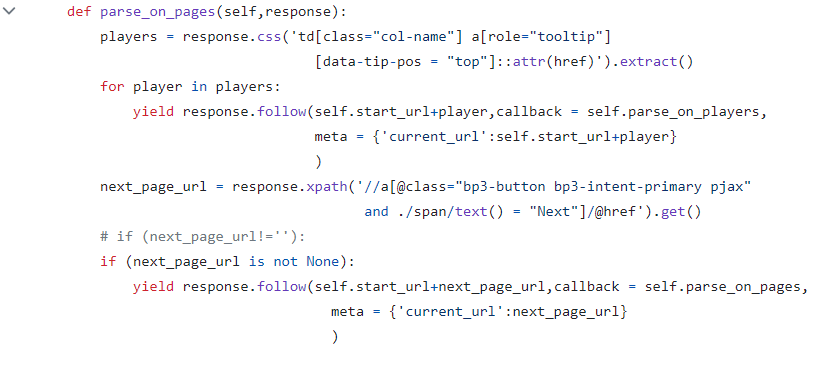 def parse_on_pages(self,response):
players = response.css('td[class="col-name"] a[role="tooltip"]
[data-tip-pos = "top"]::attr(href)').extract()
for player in players:
yield response.follow(self.start_url+player,callback = self.parse_on_players,
meta = {'current_url':self.start_url+player}
)
next_page_url = response.xpath('//a[@class="bp3-button bp3-intent-primary pjax"
and ./span/text() = "Next"]/@href').get()
# if (next_page_url!=''):
if (next_page_url is not None):
yield response.follow(self.start_url+next_page_url,callback = self.parse_on_pages,
meta = {'current_url':next_page_url}
)